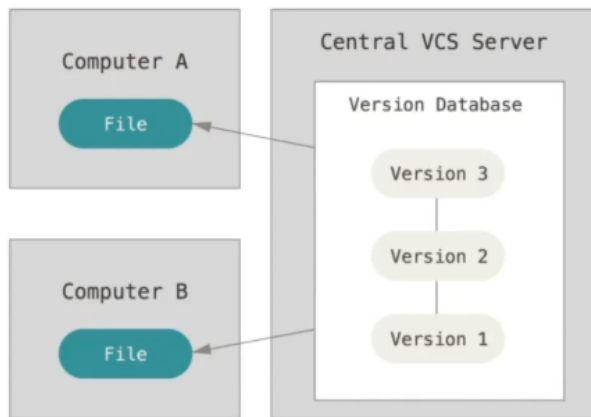 Computer A
File
Computer B
File
Central VCS Server
Version Database
Version 3
Version 2
Version 1